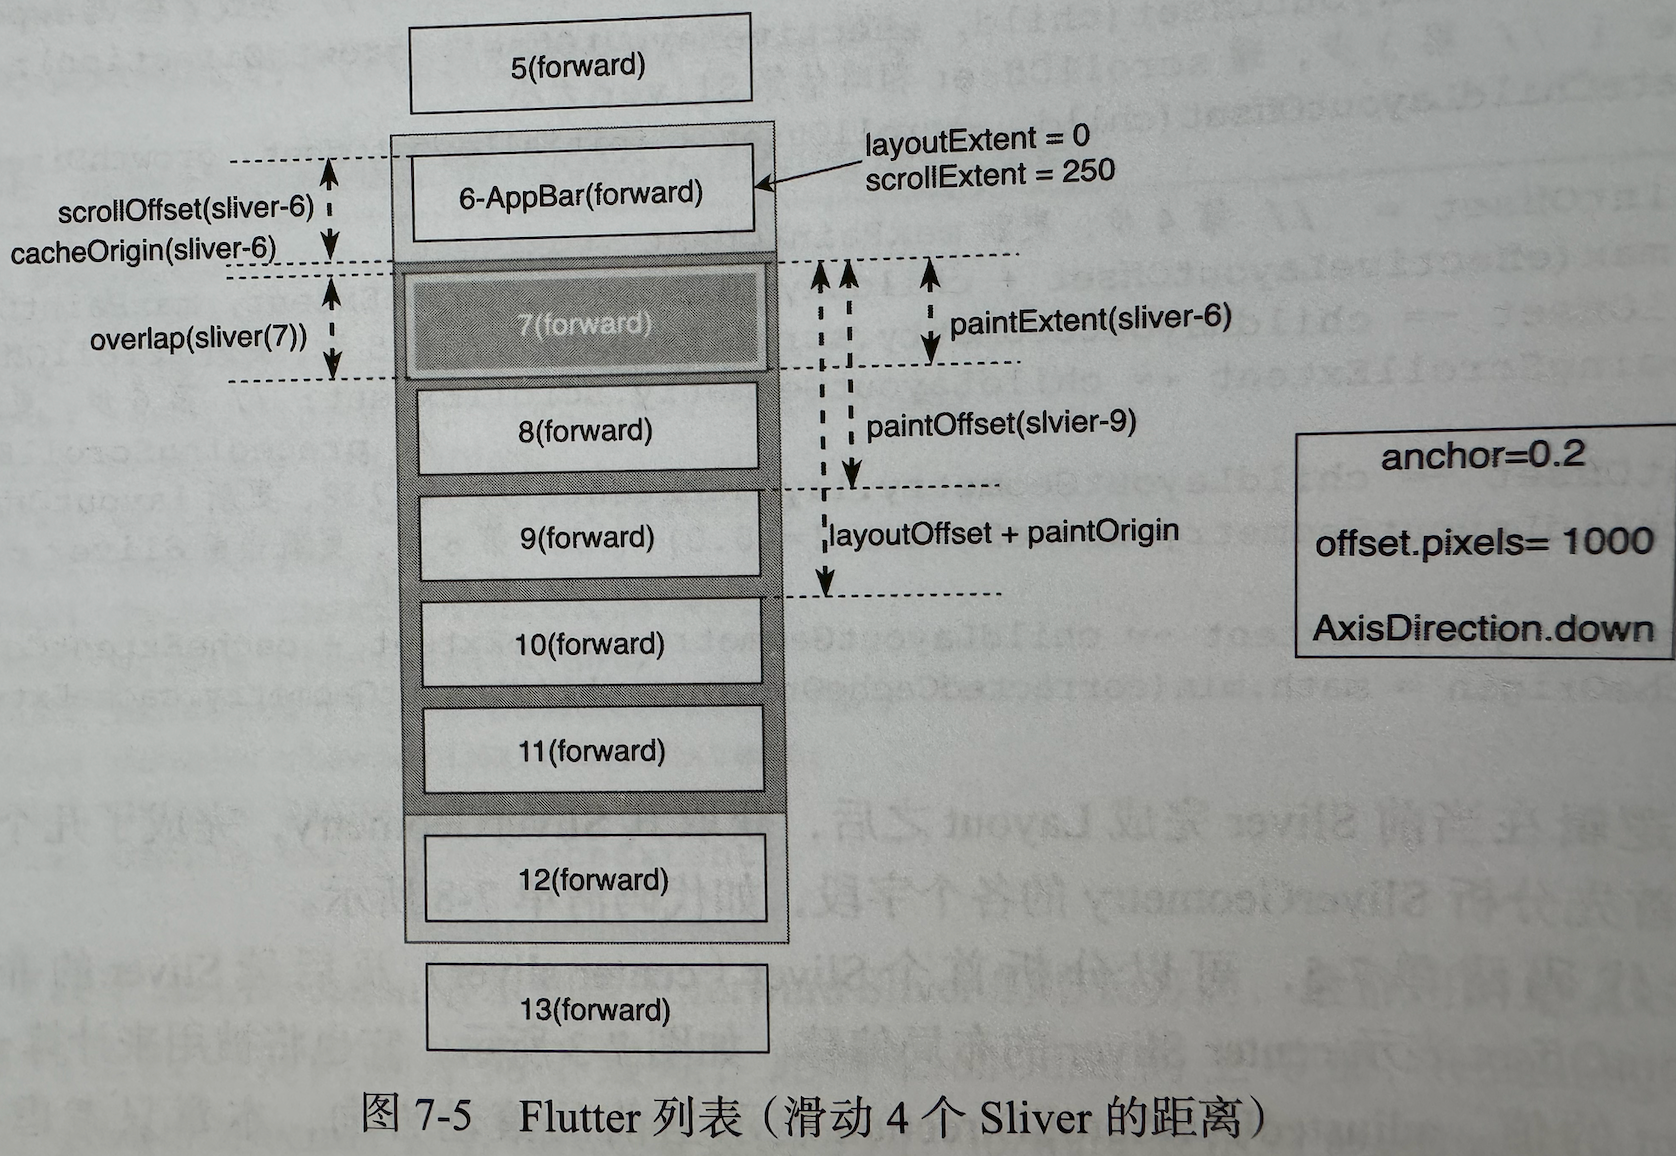 5(forward)
layoutExtent = 0
scrollExtent = 250
6-AppBar(forward)
scrollOffset(sliver-6)
cacheOrigin(sliver-6)
7(forward)
paintExtent(sliver-6)
overlap(sliver(7))
8(forward)
paintOffset(slvier-9)
anchor=0.2
9(forward)
layoutOffset + paintOrigin
offset.pixels= 1000
10(forward)
AxisDirection.down
11(forward)
12(forward)
13(forward)
图 7-5 Flutter 列表（滑动 4 个 Sliver 的距离）